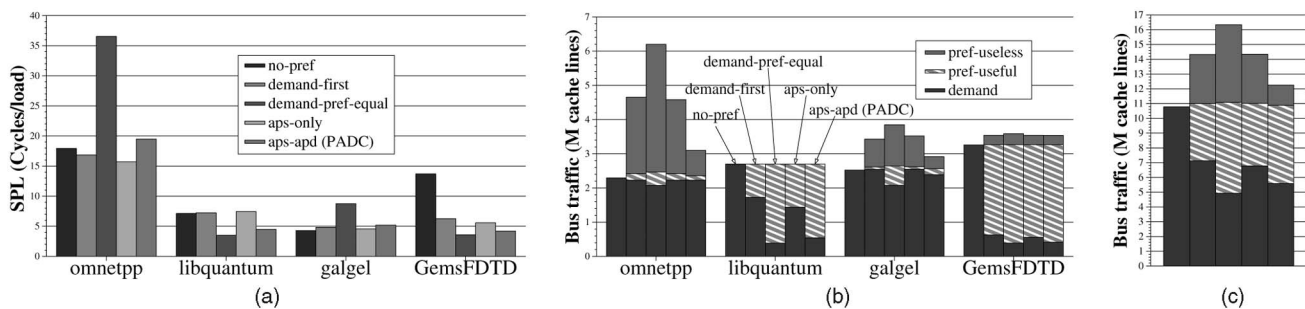 SPL (Cycles/load)
40
35
30
25
20
15
10
5
0
no-pref
demand-first
demand-pref-equal
aps-only
aps-apd (PADC)
omnetpp libquantum galgel GemsFDTD
(a)
Bus traffic (M cache lines)
7
6
5
4
3
2
1
0
pref-useless
pref-useful
demand
demand-pref-equal
demand-first
aps-only
no-pref
aps-apd (PADC)
omnetpp libquantum galgel GemsFDTD
(b)
Bus traffic (M cache lines)
17
16
15
14
13
12
11
10
9
8
7
6
5
4
3
2
1
0
(c)